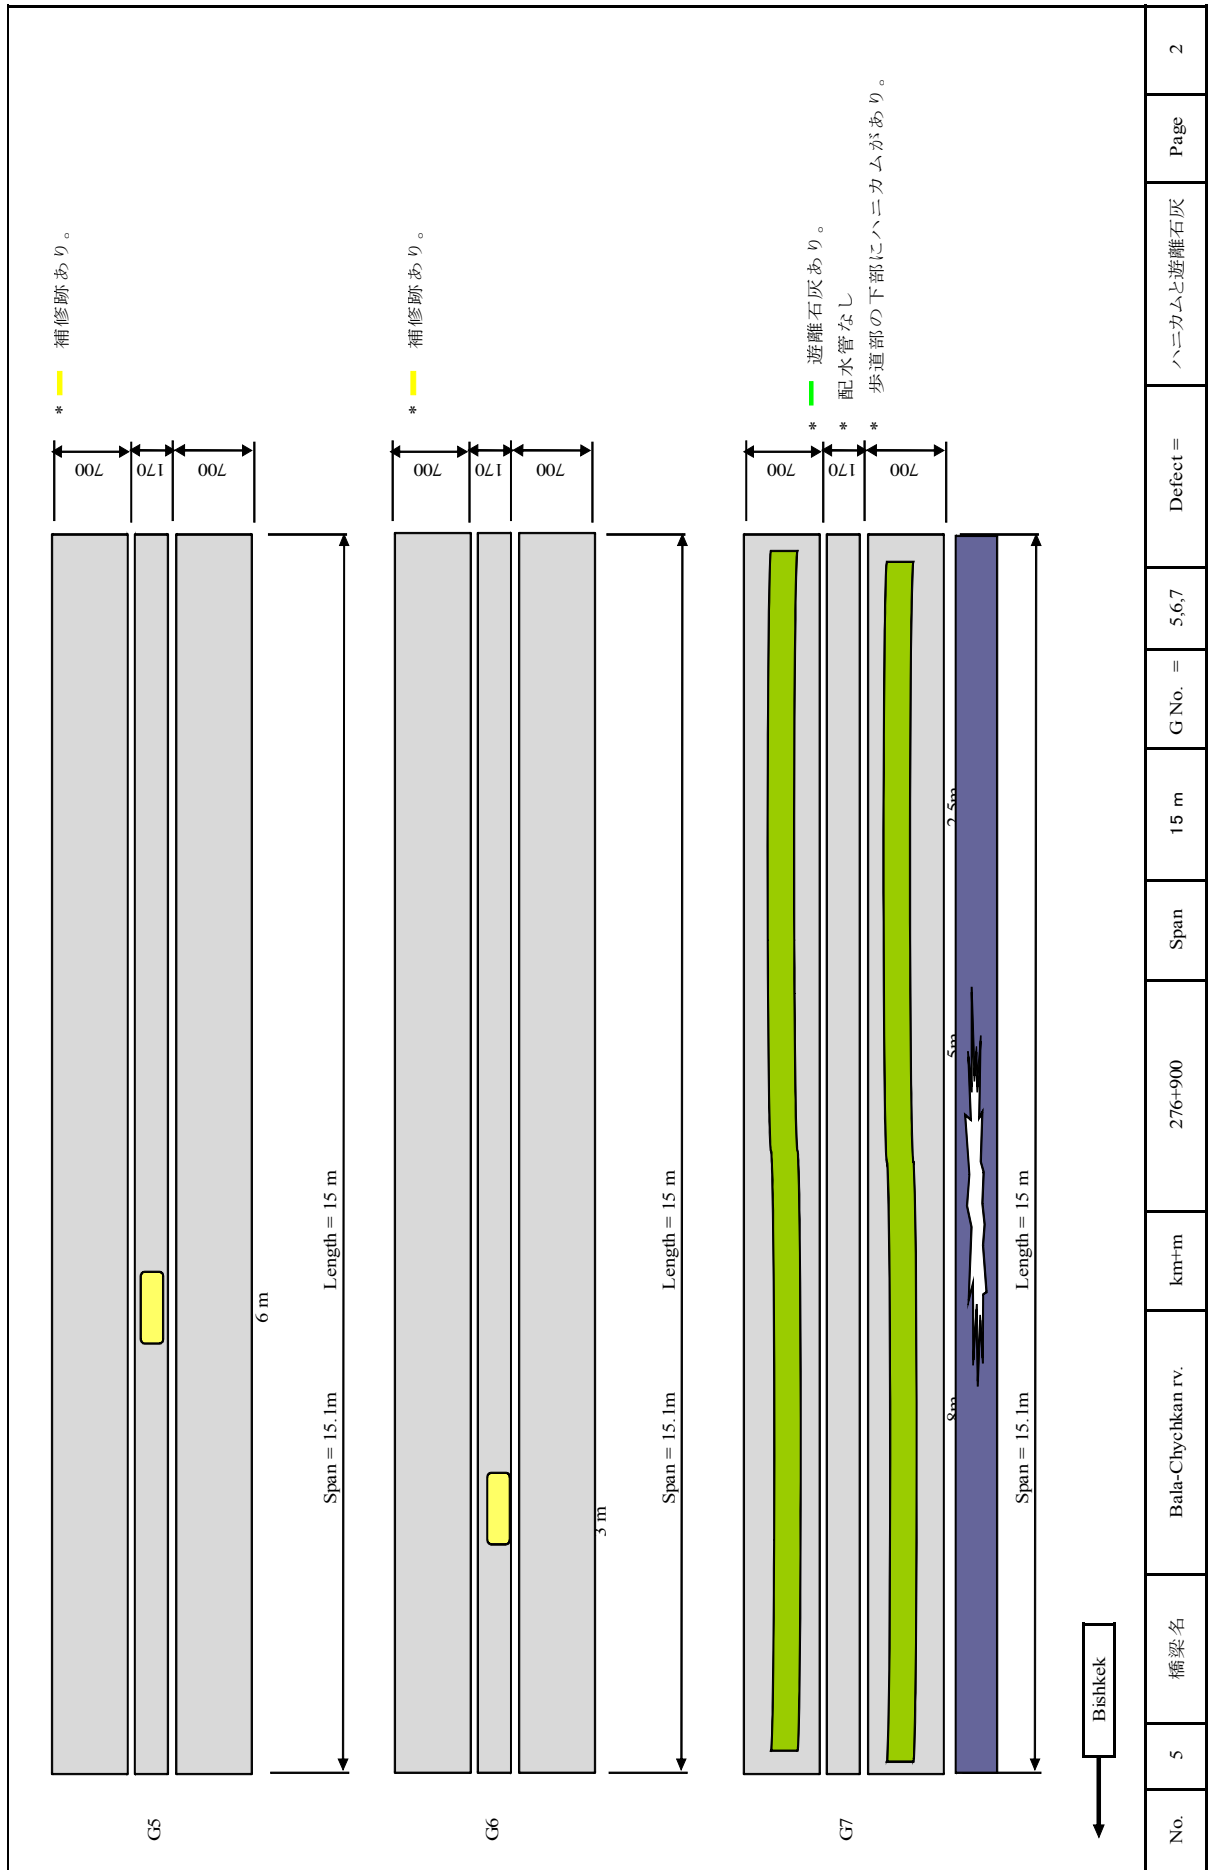 G5
6 m
Span = 15.1m
Length = 15 m
700
170
700
* 補修跡あり。
G6
3 m
Span = 15.1m
Length = 15 m
700
170
700
* 補修跡あり。
G7
8m
5m
2.5m
Span = 15.1m
Length = 15 m
700
170
700
* 遊離石灰あり。
* 配水管なし
* 歩道部の下部にハニカムがあり。
Bishkek
No. 5 橋梁名 Bala-Chychkan rv. km+m 276+900 Span 15 m G No. = 5,6,7 Defect = ハニカムと遊離石灰 Page 2